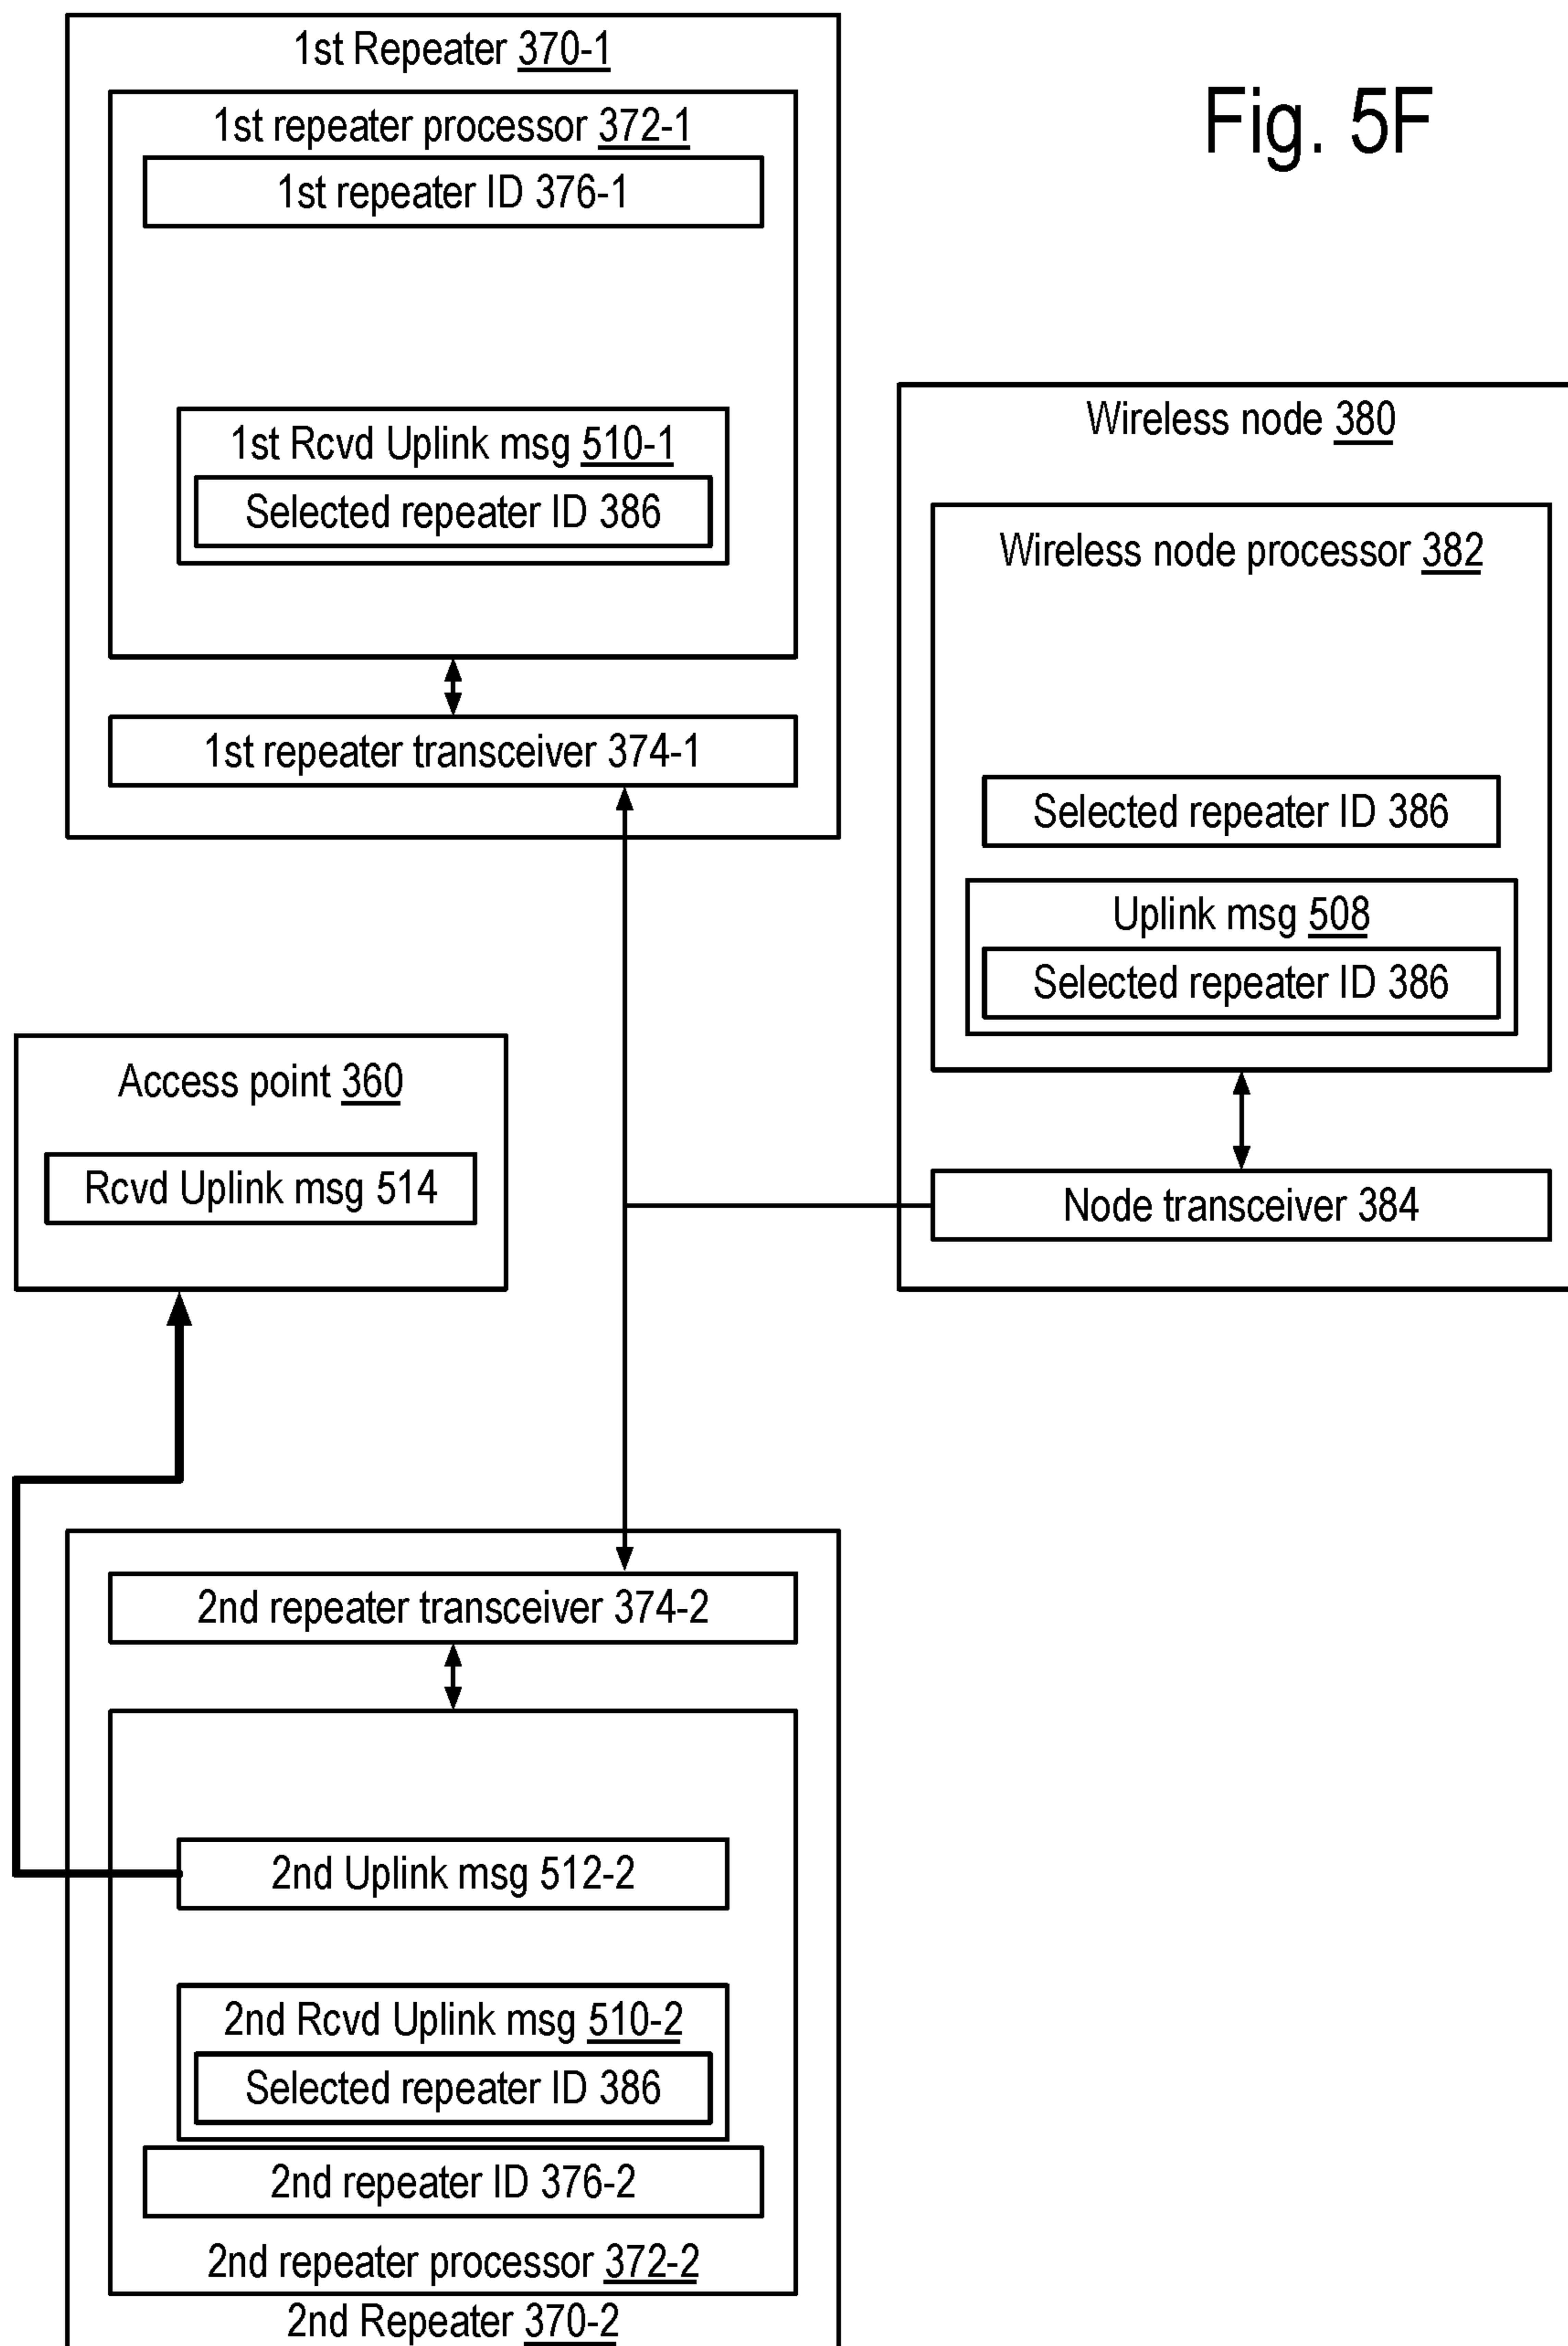 Fig. 5F
1st Repeater 370-1
1st repeater processor 372-1
1st repeater ID 376-1
1st Rcvd Uplink msg 510-1
Selected repeater ID 386
1st repeater transceiver 374-1
Wireless node 380
Wireless node processor 382
Selected repeater ID 386
Uplink msg 508
Selected repeater ID 386
Node transceiver 384
Access point 360
Rcvd Uplink msg 514
2nd repeater transceiver 374-2
2nd Uplink msg 512-2
2nd Rcvd Uplink msg 510-2
Selected repeater ID 386
2nd repeater ID 376-2
2nd repeater processor 372-2
2nd Repeater 370-2